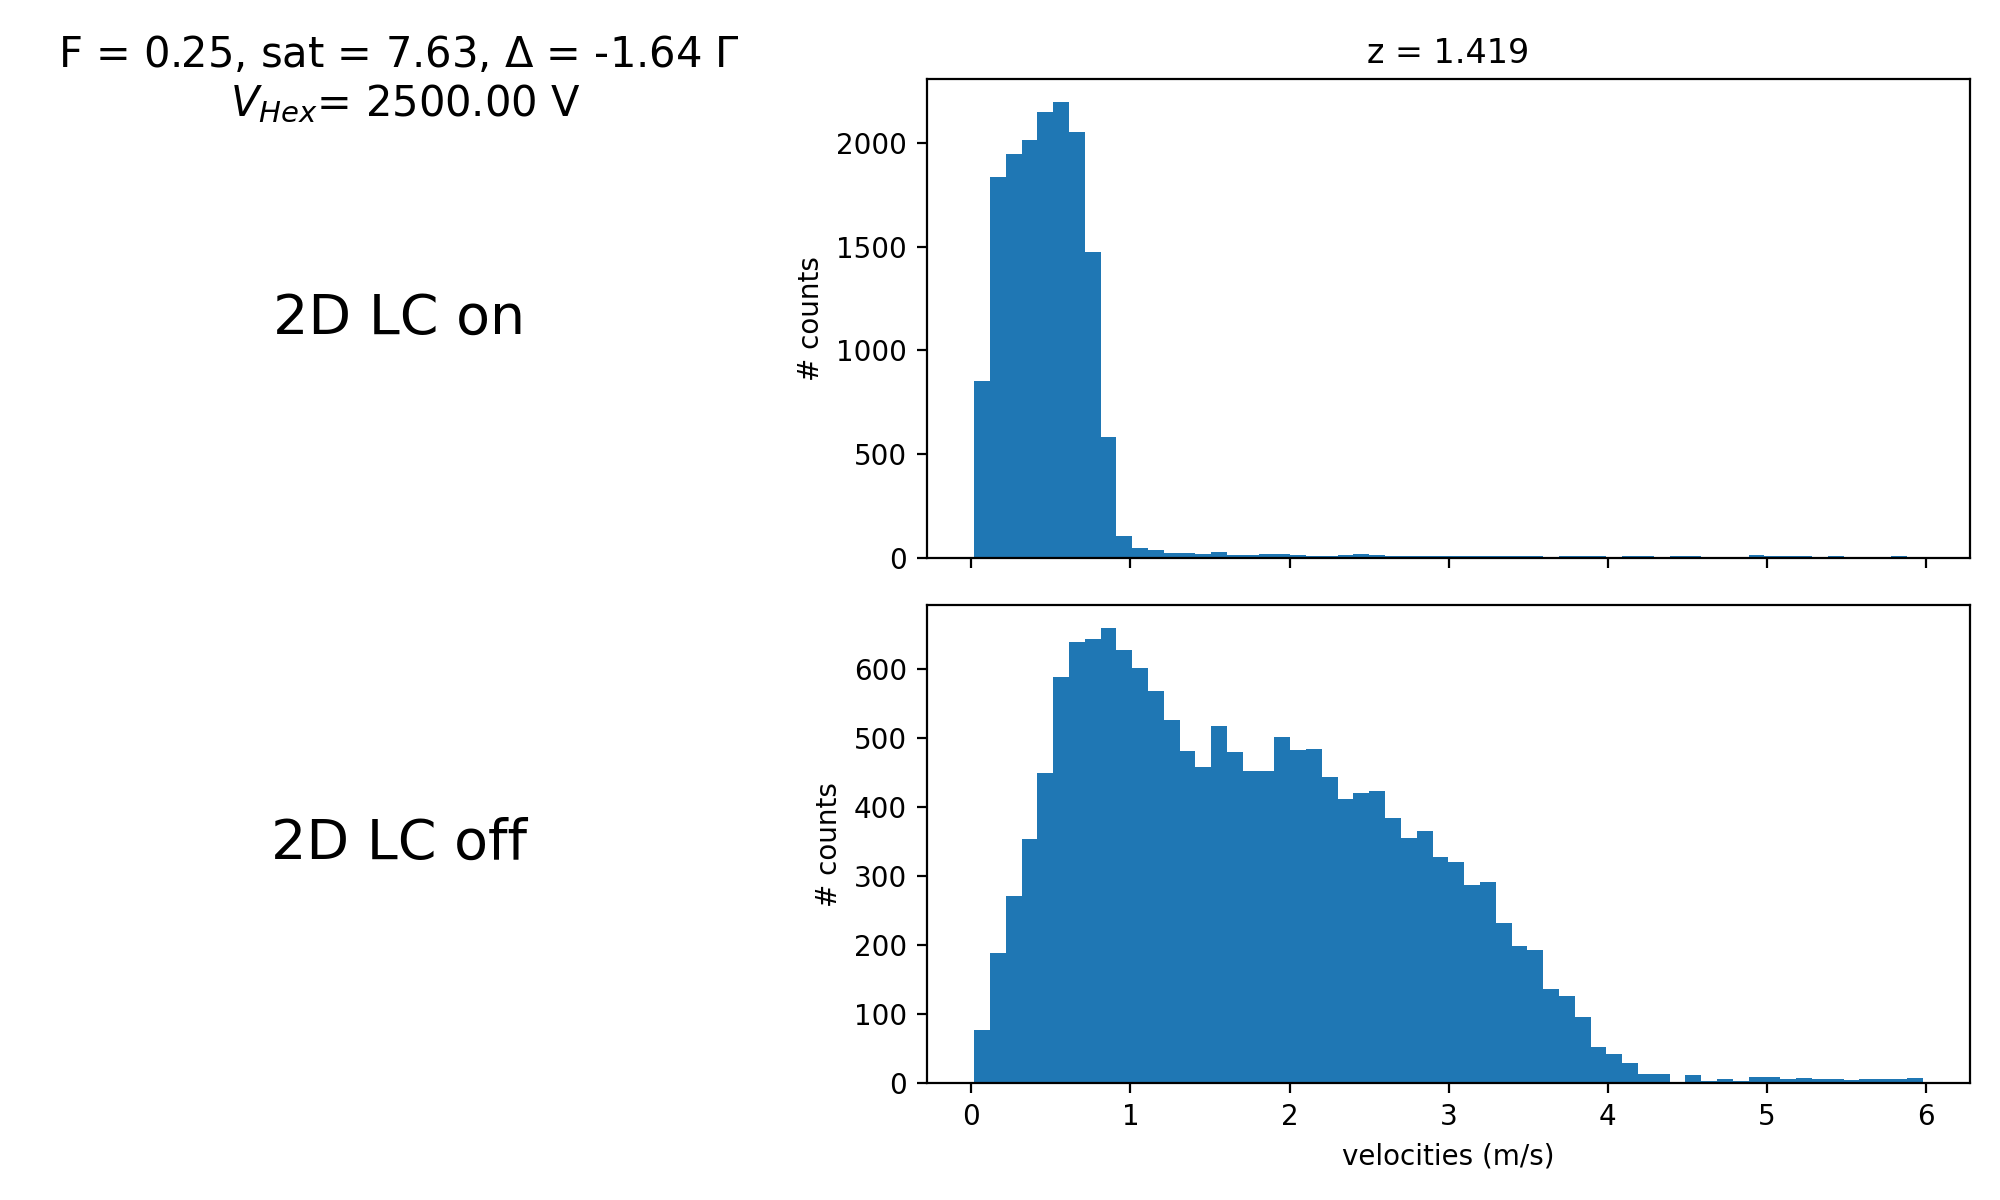 F = 0.25, sat = 7.63, Δ = -1.64 Γ
V_Hex= 2500.00 V
z = 1.419
2D LC on
# counts
2000
1500
1000
500
0
2D LC off
# counts
600
500
400
300
200
100
0
0 1 2 3 4 5 6
velocities (m/s)